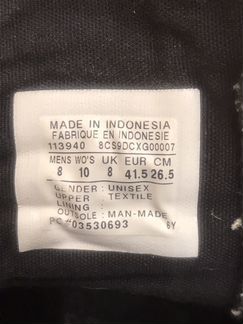 MADE IN INDONESIA
FABRIQUE EN INDONESIE
113940 8CS9DCXG00007
MENS WO'S UK EUR CM
8 10 8 41.5 26.5
GENDER : UNISEX
UPPER : TEXTILE
LINING :
OUTSOLE : MAN-MADE
PO #03530693 6Y